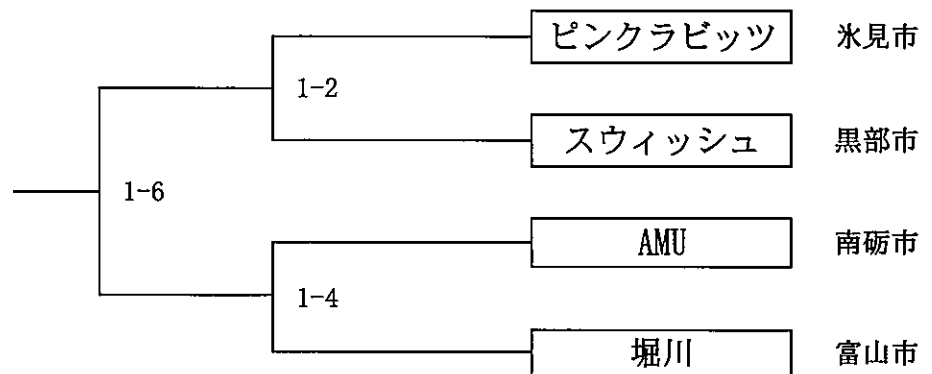 ピンクラビッツ 氷見市
1-2
スウィッシュ 黒部市
1-6
AMU 南砺市
1-4
堀川 富山市